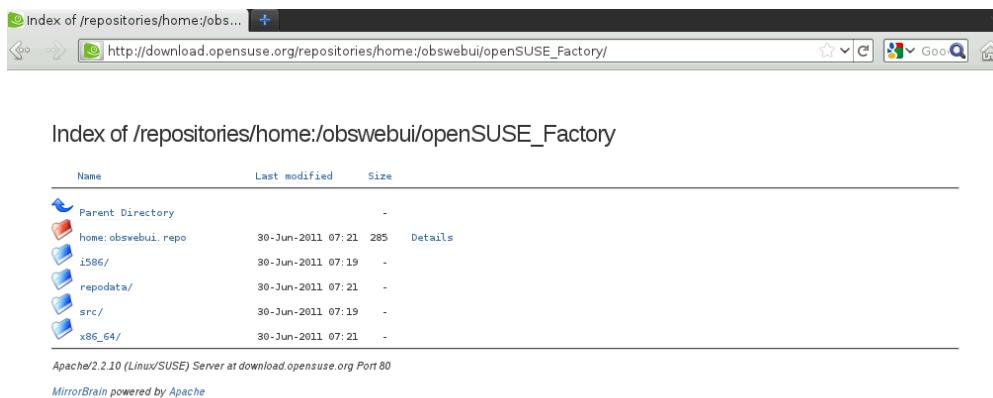 Index of /repositories/home:/obs...
http://download.opensuse.org/repositories/home:/obswebui/openSUSE_Factory/
Goo
Index of /repositories/home:/obswebui/openSUSE_Factory
Name Last modified Size
Parent Directory -
home:obswebui.repo 30-Jun-2011 07:21 285 Details
i586/ 30-Jun-2011 07:19 -
repodata/ 30-Jun-2011 07:21 -
src/ 30-Jun-2011 07:19 -
x86_64/ 30-Jun-2011 07:21 -
Apache/2.2.10 (Linux/SUSE) Server at download.opensuse.org Port 80
MirrorBrain powered by Apache